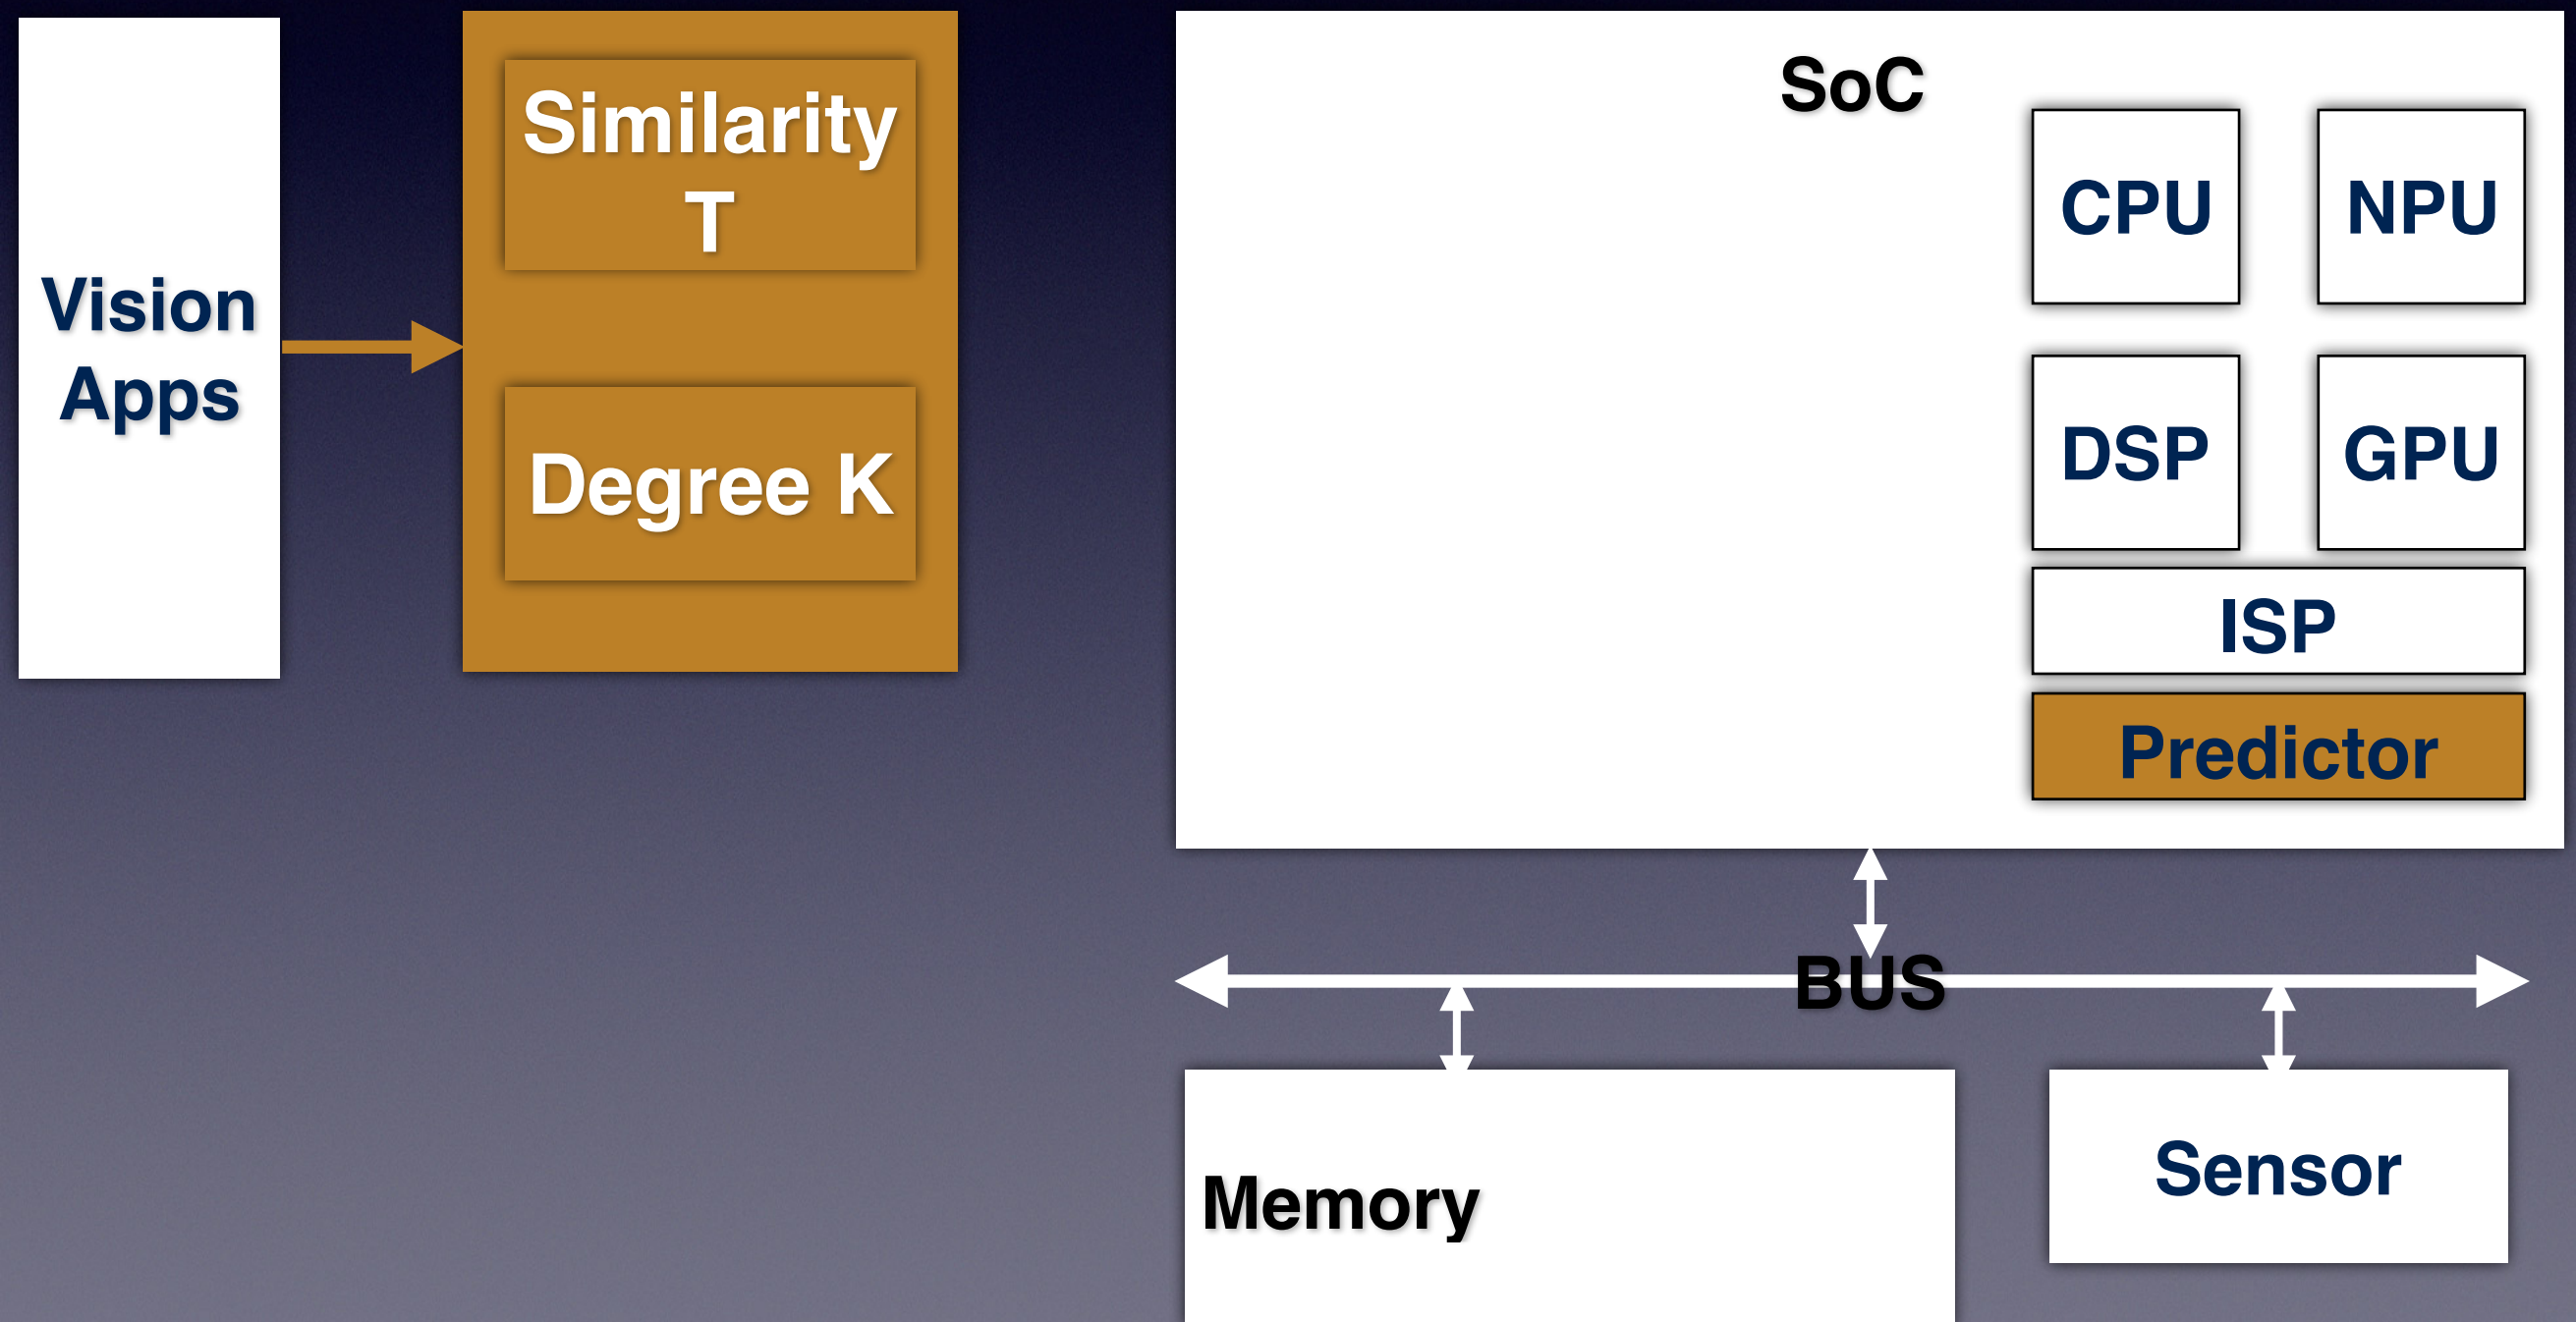 Vision
Apps
Similarity
T
Degree K
SoC
CPU
NPU
DSP
GPU
ISP
Predictor
BUS
Memory
Sensor